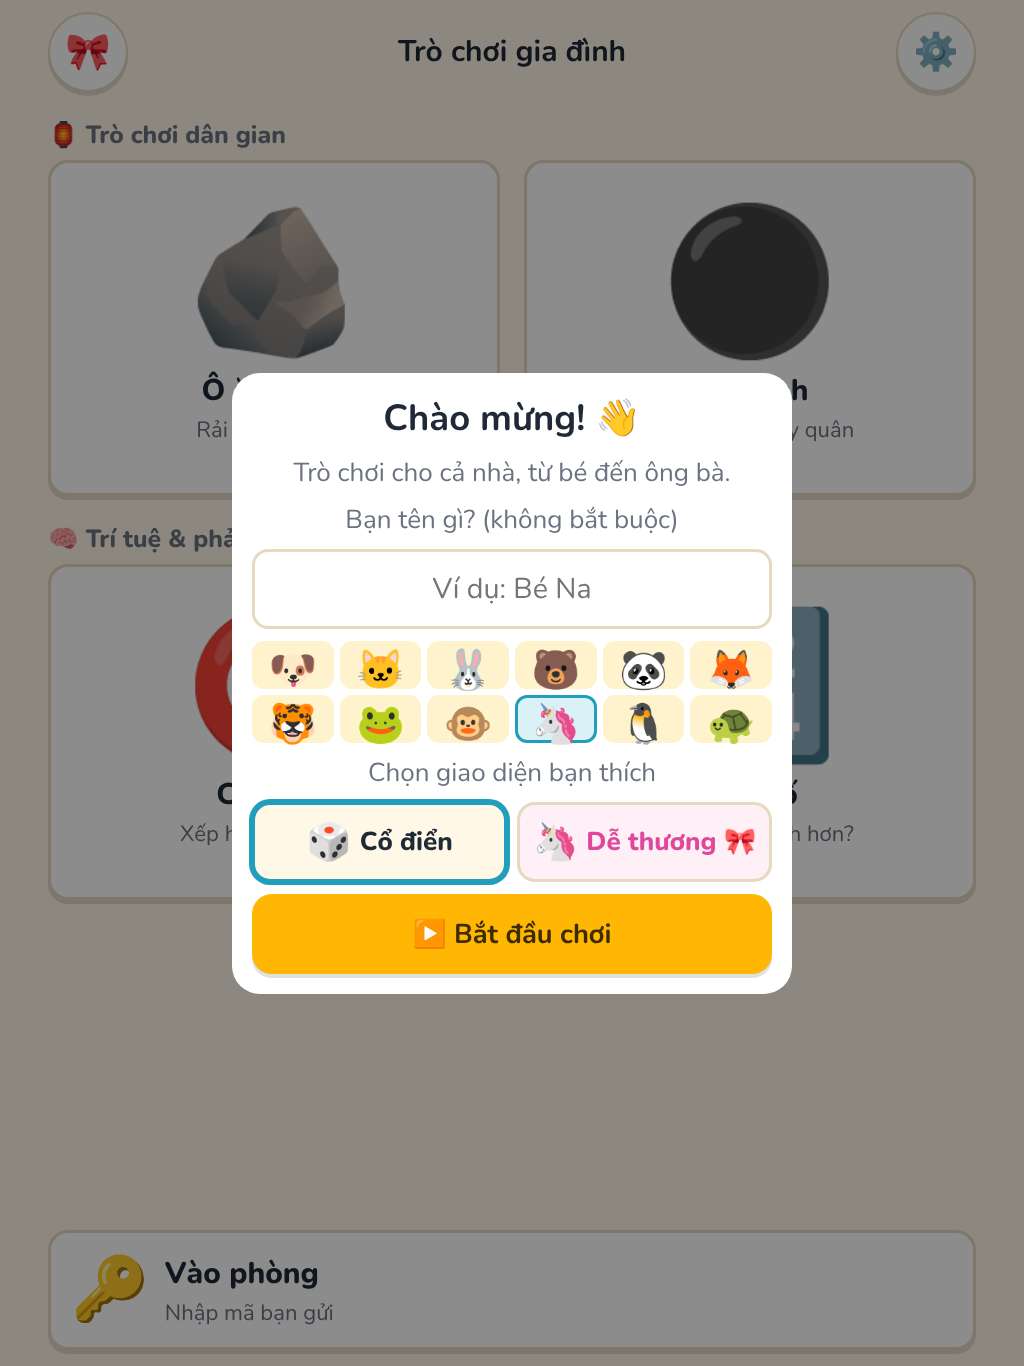 Trò chơi gia đình
Trò chơi dân gian
Ô
Rải
quân
Trí tuệ &
Xếp
hơn?
Chào mừng!
Trò chơi cho cả nhà, từ bé đến ông bà.
Bạn tên gì? (không bắt buộc)
Ví dụ: Bé Na
Chọn giao diện bạn thích
Cổ điển
Dễ thương
Bắt đầu chơi
Vào phòng
Nhập mã bạn gửi